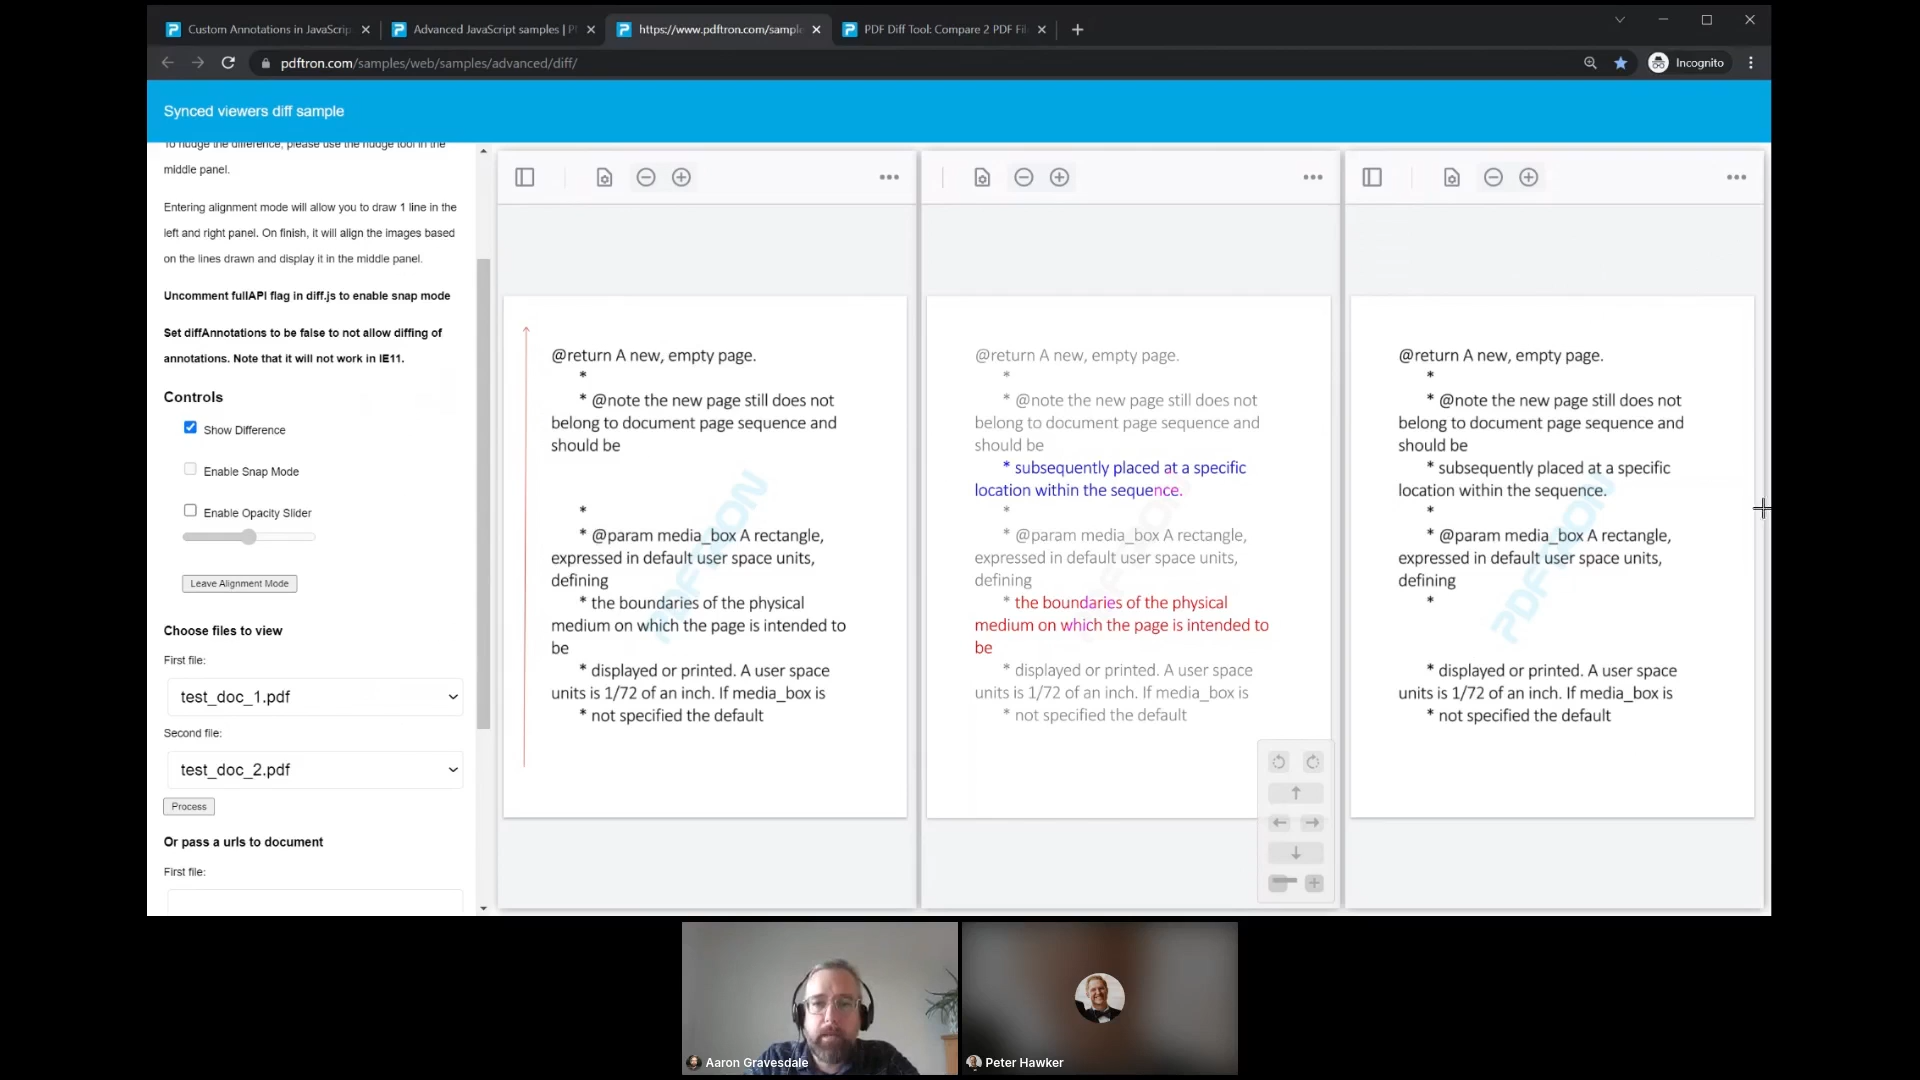 Custom Annotations in JavaScrip
Advanced JavaScript samples | P
https://www.pdftron.com/sampl
PDF Diff Tool: Compare 2 PDF Fil
pdftron.com/samples/web/samples/advanced/diff/
Incognito
Synced viewers diff sample
To nudge the difference, please use the nudge tool in the
middle panel.
Entering alignment mode will allow you to draw 1 line in the
left and right panel. On finish, it will align the images based
on the lines drawn and display it in the middle panel.
Uncomment fullAPI flag in diff.js to enable snap mode
Set diffAnnotations to be false to not allow diffing of
annotations. Note that it will not work in IE11.
Controls
Show Difference
Enable Snap Mode
Enable Opacity Slider
Leave Alignment Mode
Choose files to view
First file:
test_doc_1.pdf
Second file:
test_doc_2.pdf
Process
Or pass a urls to document
First file:
@return A new, empty page.
*
* @note the new page still does not
belong to document page sequence and
should be
*
* @param media_box A rectangle,
expressed in default user space units,
defining
* the boundaries of the physical
medium on which the page is intended to
be
* displayed or printed. A user space
units is 1/72 of an inch. If media_box is
* not specified the default
PDFTRON
@return A new, empty page.
*
* @note the new page still does not
belong to document page sequence and
should be
* subsequently placed at a specific
location within the sequence.
*
* @param media_box A rectangle,
expressed in default user space units,
defining
* the boundaries of the physical
medium on which the page is intended to
be
* displayed or printed. A user space
units is 1/72 of an inch. If media_box is
* not specified the default
PDFTRON
@return A new, empty page.
*
* @note the new page still does not
belong to document page sequence and
should be
* subsequently placed at a specific
location within the sequence.
*
* @param media_box A rectangle,
expressed in default user space units,
defining
*
* displayed or printed. A user space
units is 1/72 of an inch. If media_box is
* not specified the default
PDFTRON
Aaron Gravesdale
Peter Hawker